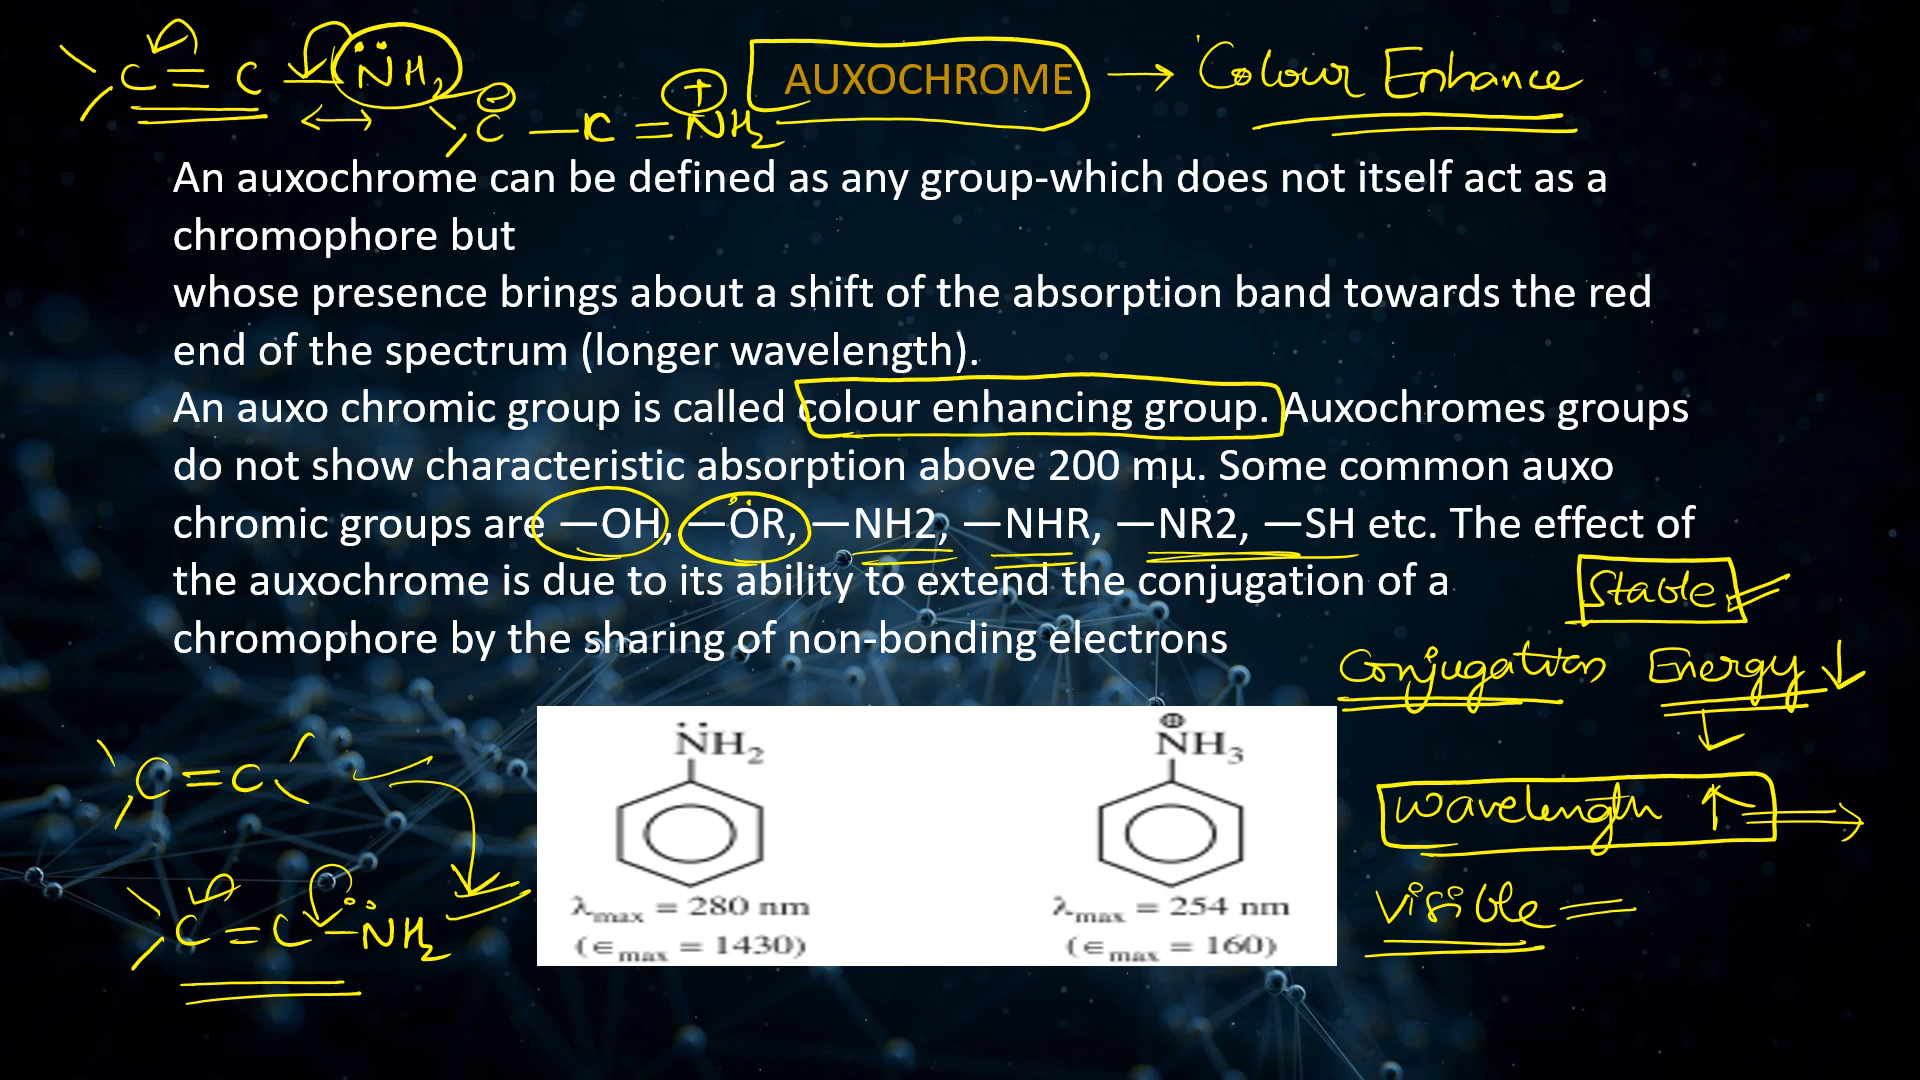 C = C — N̈H2
↔
C⊖ — C = N⊕H2
AUXOCHROME → Colour Enhance
An auxochrome can be defined as any group-which does not itself act as a
chromophore but
whose presence brings about a shift of the absorption band towards the red
end of the spectrum (longer wavelength).
An auxo chromic group is called colour enhancing group. Auxochromes groups
do not show characteristic absorption above 200 mμ. Some common auxo
chromic groups are —OH, —ÖR, —NH2, —NHR, —NR2, —SH etc. The effect of
the auxochrome is due to its ability to extend the conjugation of a
chromophore by the sharing of non-bonding electrons
Stable
Conjugation Energy ↓
Wavelength ↑ →
visible
C = C
C = C — N̈H2
N̈H2
λmax = 280 nm
(ϵmax = 1430)
⊕
NH3
λmax = 254 nm
(ϵmax = 160)